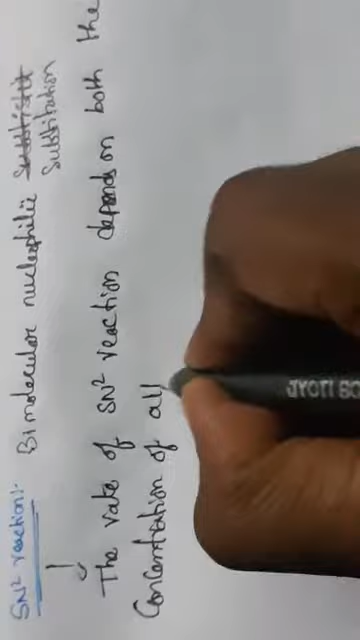 SN² reaction:- Bimolecular nucleophilic
Substitution
The rate of SN² reaction depends on both the
Concentration of all
JYOTI